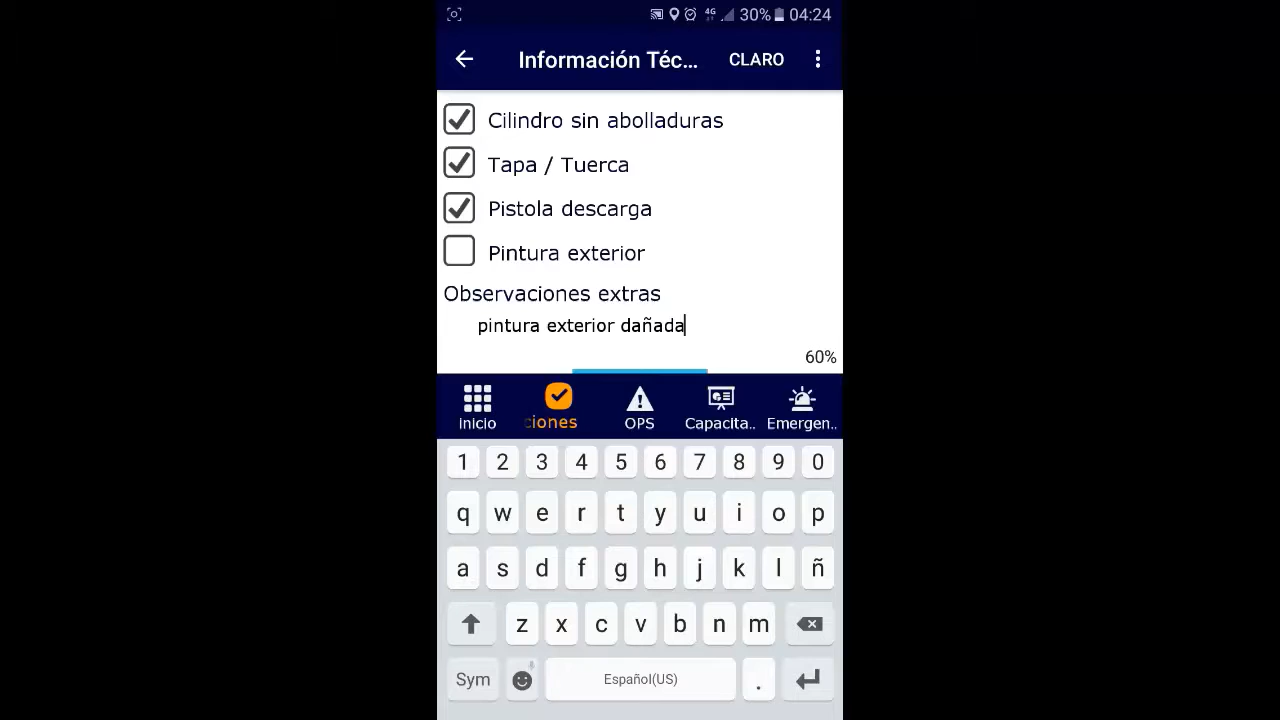 4G 30% 04:24
Información Téc... CLARO
Cilindro sin abolladuras
Tapa / Tuerca
Pistola descarga
Pintura exterior
Observaciones extras
pintura exterior dañada
60%
Inicio ciones OPS Capacita.. Emergen..
1 2 3 4 5 6 7 8 9 0
q w e r t y u i o p
a s d f g h j k l ñ
z x c v b n m
Sym Español(US) .